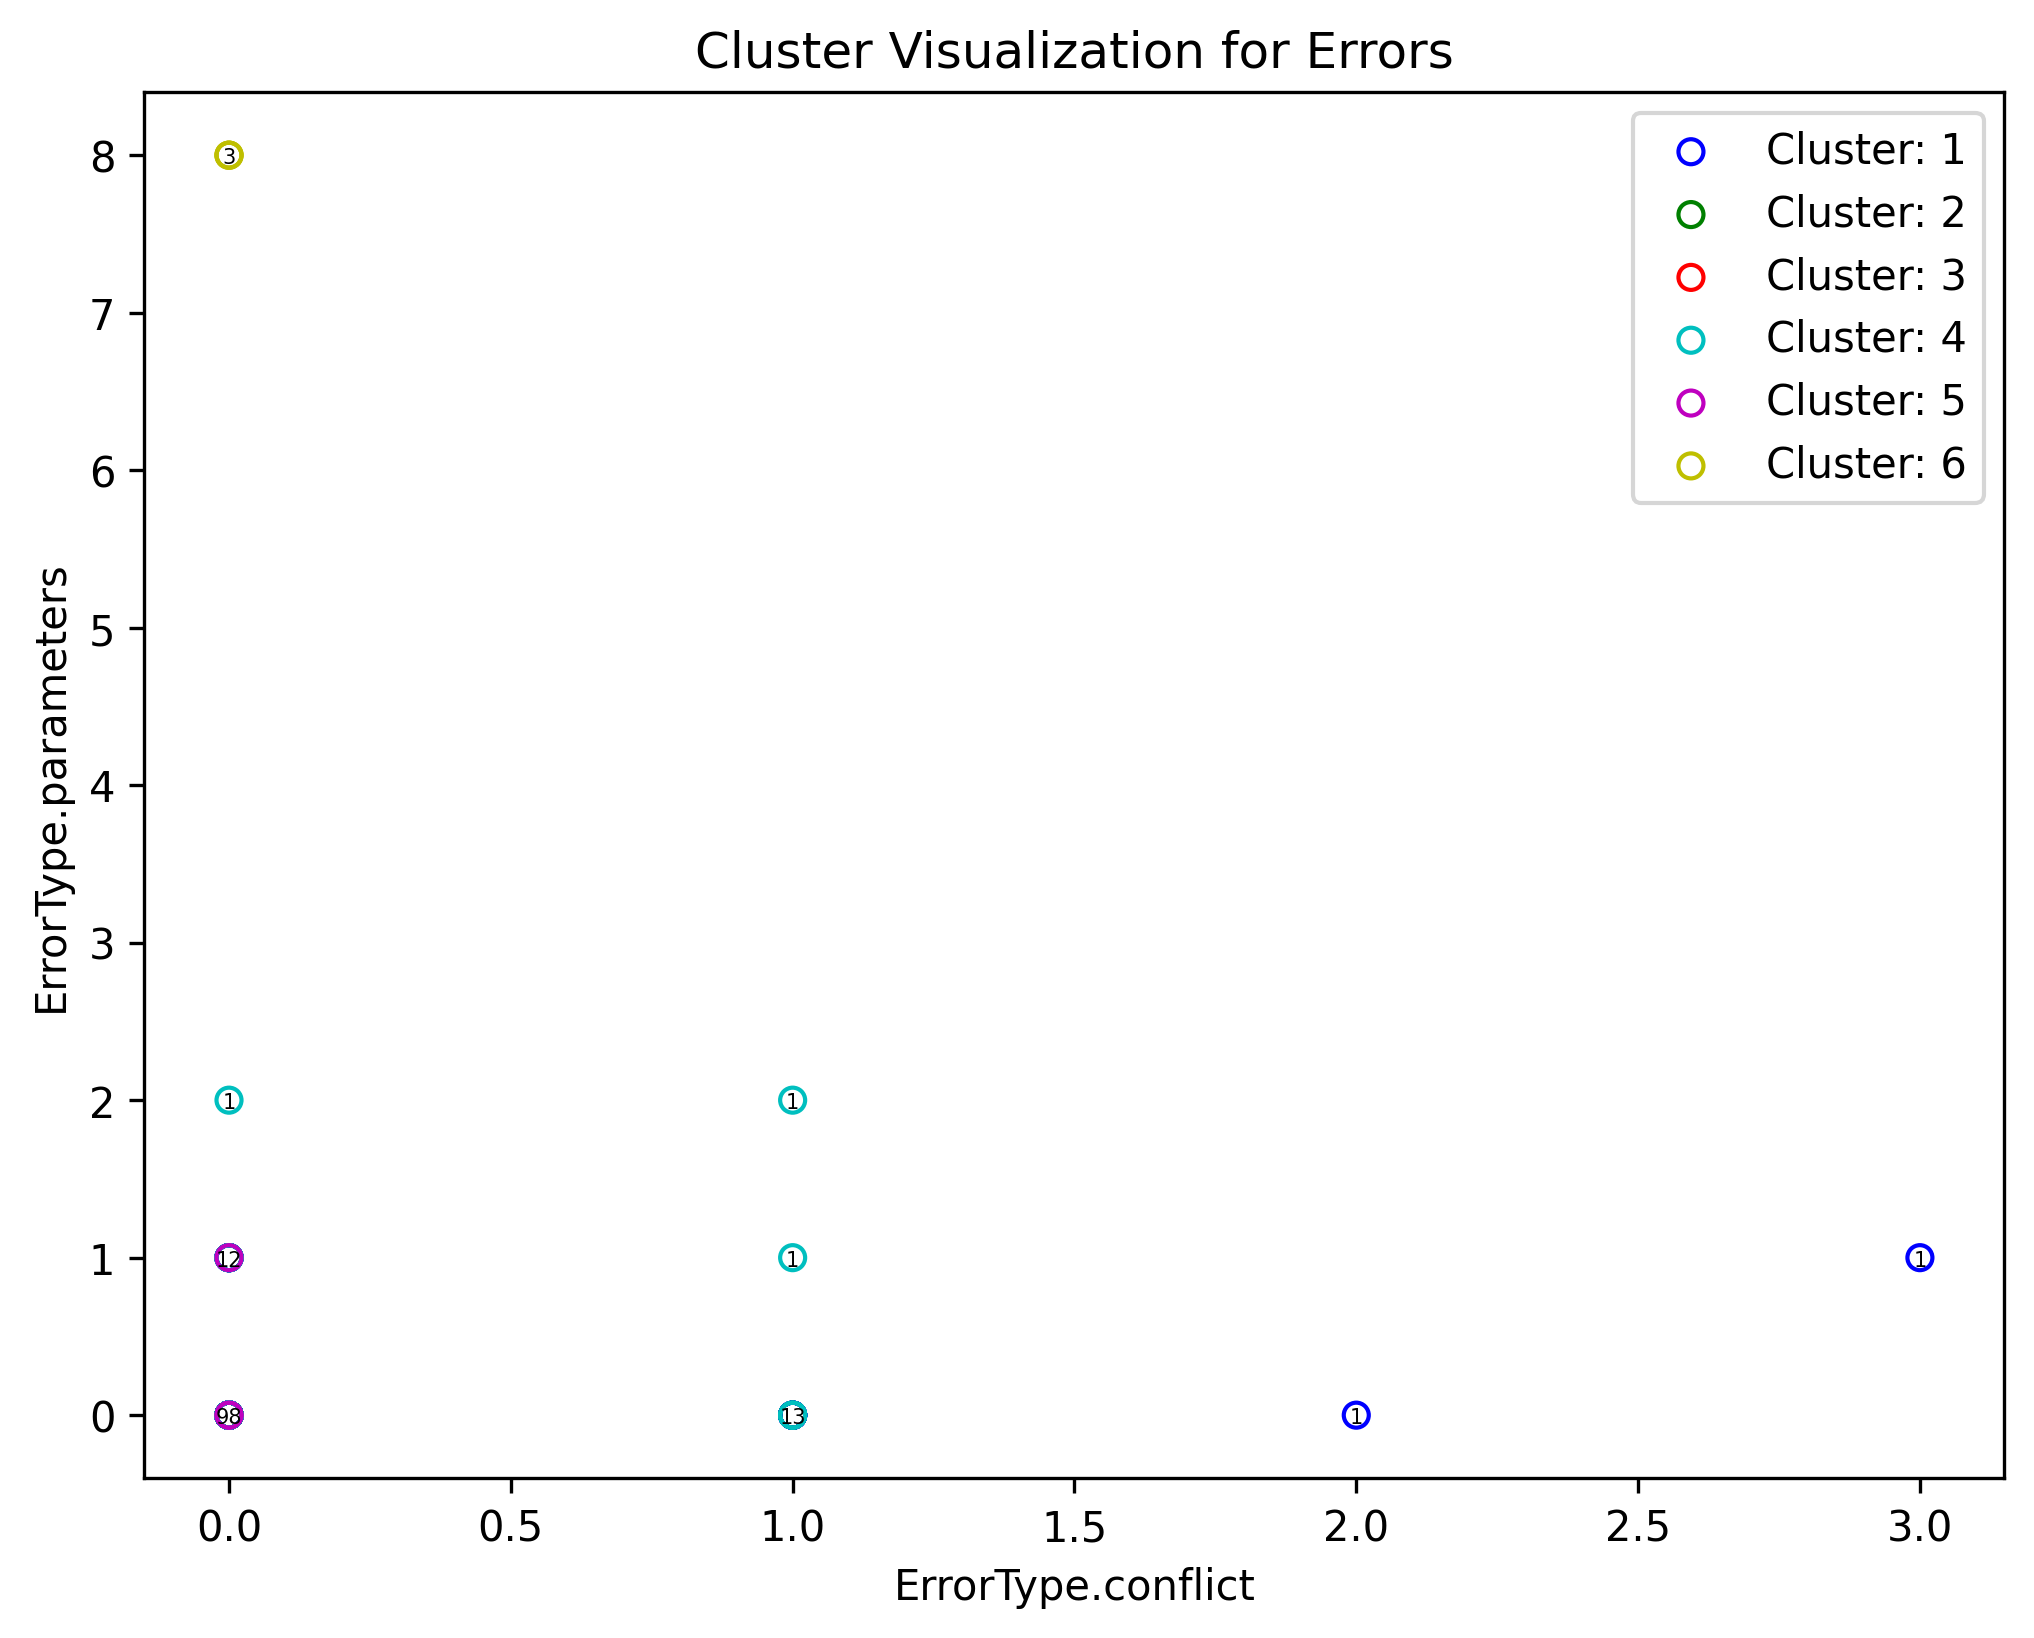 Cluster Visualization for Errors
Cluster: 1
Cluster: 2
Cluster: 3
Cluster: 4
Cluster: 5
Cluster: 6
ErrorType.parameters
8
7
6
5
4
3
2
1
0
3
1
1
12
1
1
98
13
1
0.0 0.5 1.0 1.5 2.0 2.5 3.0
ErrorType.conflict